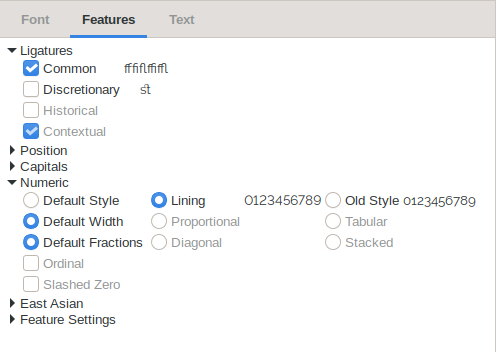 Font Features Text
Ligatures
Common fffiflffiffl
Discretionary st
Historical
Contextual
Position
Capitals
Numeric
Default Style Lining 0123456789 Old Style 0123456789
Default Width Proportional Tabular
Default Fractions Diagonal Stacked
Ordinal
Slashed Zero
East Asian
Feature Settings